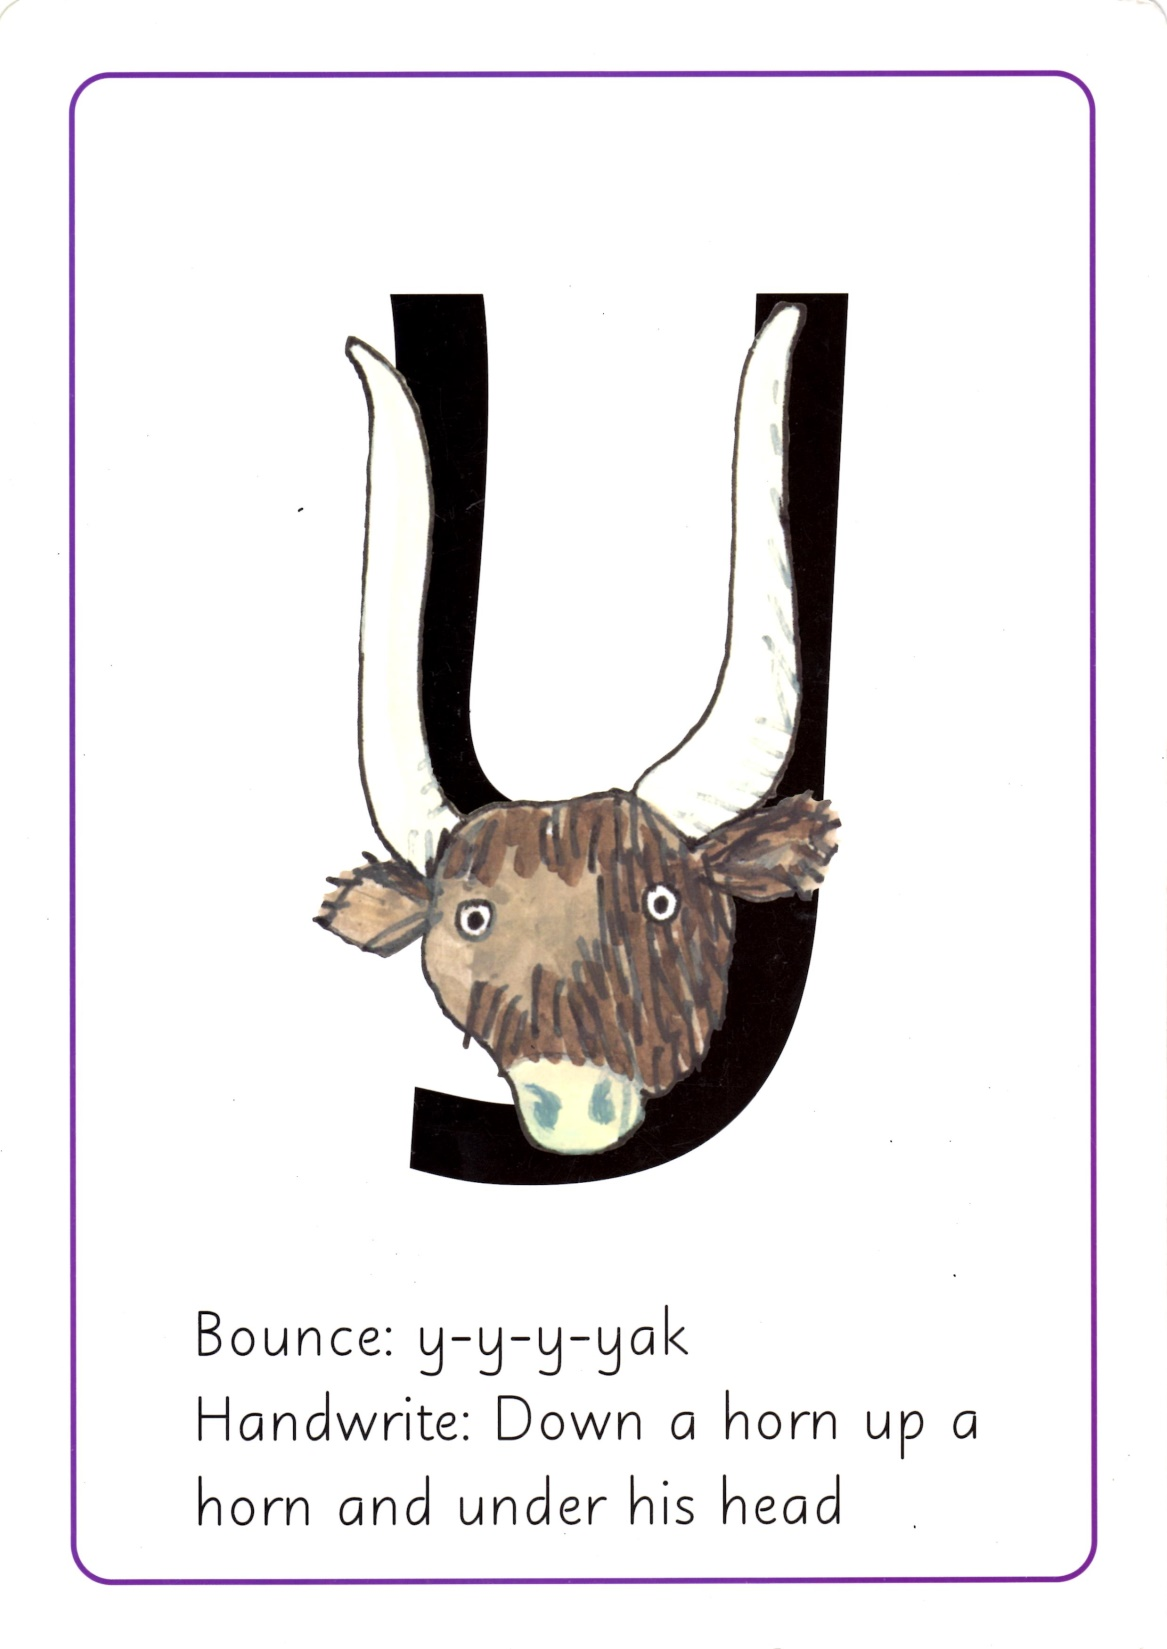 y
Bounce: y-y-y-yak
Handwrite: Down a horn up a
horn and under his head